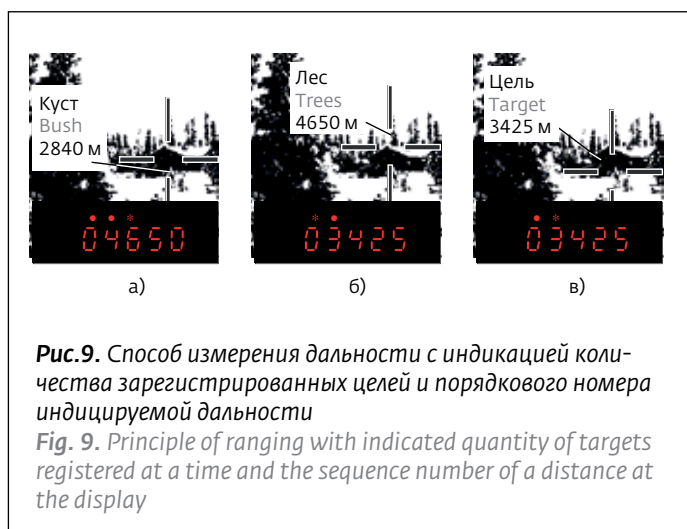 Куст
Bush
2840 м
• • *
04650
а)
Лес
Trees
4650 м
* •
03425
б)
Цель
Target
3425 м
• *
03425
в)
Рис.9. Способ измерения дальности с индикацией коли-
чества зарегистрированных целей и порядкового номера
индицируемой дальности
Fig. 9. Principle of ranging with indicated quantity of targets
registered at a time and the sequence number of a distance at
the display